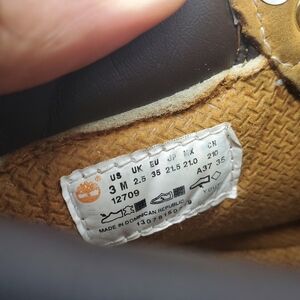 US UK EU JP MX CN
3 M 2.5 35 21.5 21.0 210
12709 A37 35
MADE IN DOMINICAN REPUBLIC